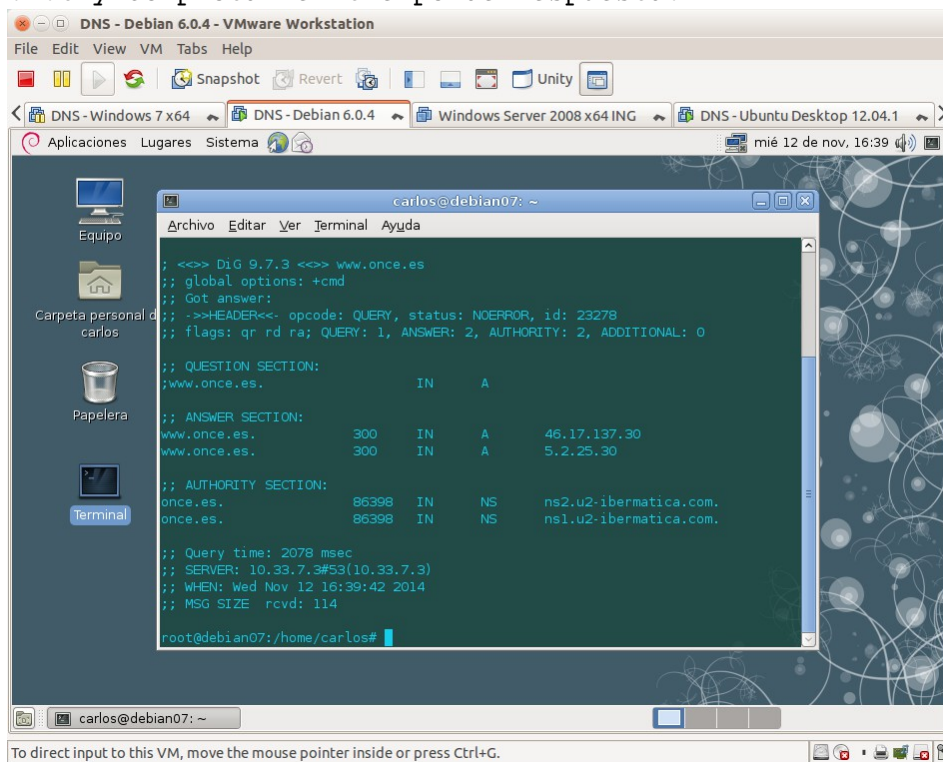 DNS - Debian 6.0.4 - VMware Workstation
File Edit View VM Tabs Help
Snapshot Revert Unity
DNS - Windows 7 x64 DNS - Debian 6.0.4 Windows Server 2008 x64 ING DNS - Ubuntu Desktop 12.04.1
Aplicaciones Lugares Sistema mié 12 de nov, 16:39
Equipo
Carpeta personal d
carlos
Papelera
Terminal
carlos@debian07: ~
Archivo Editar Ver Terminal Ayuda
; <<>> DiG 9.7.3 <<>> www.once.es
;; global options: +cmd
;; Got answer:
;; ->>HEADER<<- opcode: QUERY, status: NOERROR, id: 23278
;; flags: qr rd ra; QUERY: 1, ANSWER: 2, AUTHORITY: 2, ADDITIONAL: 0
;; QUESTION SECTION:
;www.once.es. IN A
;; ANSWER SECTION:
www.once.es. 300 IN A 46.17.137.30
www.once.es. 300 IN A 5.2.25.30
;; AUTHORITY SECTION:
once.es. 86398 IN NS ns2.u2-ibermatica.com.
once.es. 86398 IN NS ns1.u2-ibermatica.com.
;; Query time: 2078 msec
;; SERVER: 10.33.7.3#53(10.33.7.3)
;; WHEN: Wed Nov 12 16:39:42 2014
;; MSG SIZE rcvd: 114
root@debian07:/home/carlos#
carlos@debian07: ~
To direct input to this VM, move the mouse pointer inside or press Ctrl+G.